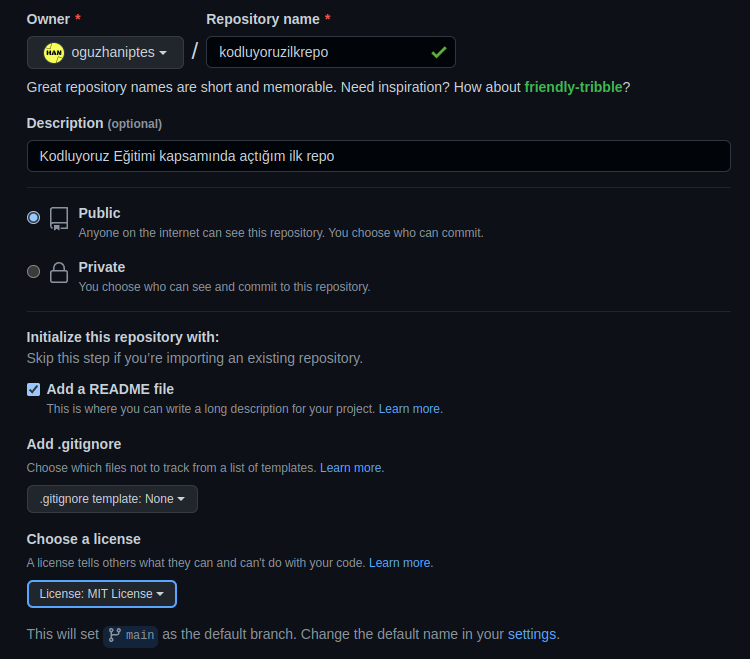 Owner * Repository name *
HAN oguzhaniptes / kodluyoruzilkrepo
Great repository names are short and memorable. Need inspiration? How about friendly-tribble?
Description (optional)
Kodluyoruz Eğitimi kapsamında açtığım ilk repo
Public
Anyone on the internet can see this repository. You choose who can commit.
Private
You choose who can see and commit to this repository.
Initialize this repository with:
Skip this step if you're importing an existing repository.
Add a README file
This is where you can write a long description for your project. Learn more.
Add .gitignore
Choose which files not to track from a list of templates. Learn more.
.gitignore template: None
Choose a license
A license tells others what they can and can't do with your code. Learn more.
License: MIT License
This will set main as the default branch. Change the default name in your settings.